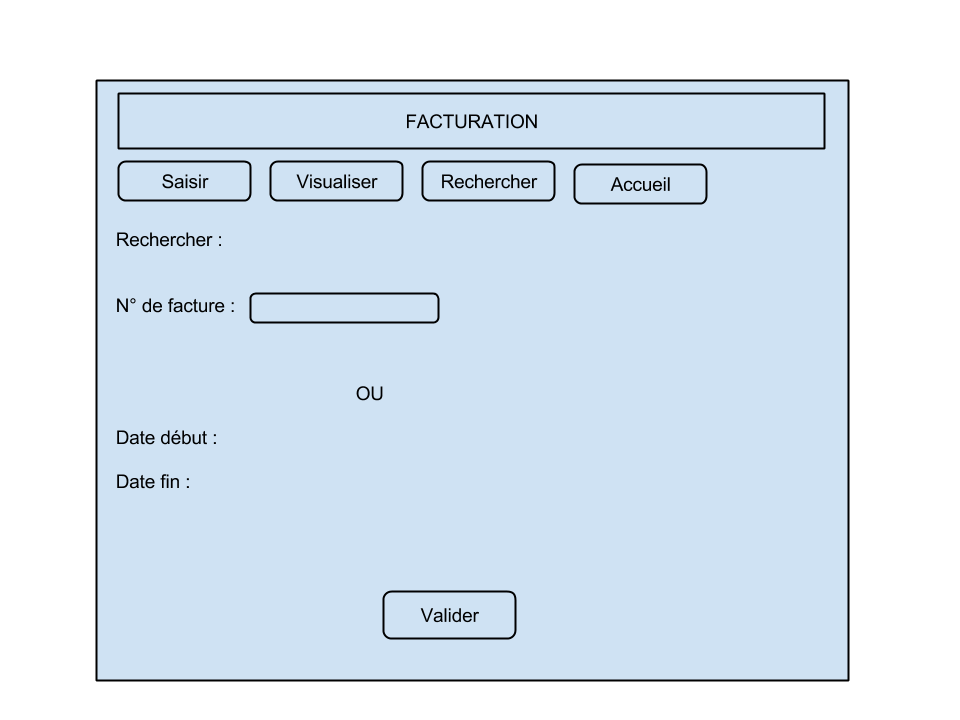 FACTURATION
Saisir Visualiser Rechercher Accueil
Rechercher :
N° de facture :
OU
Date début :
Date fin :
Valider